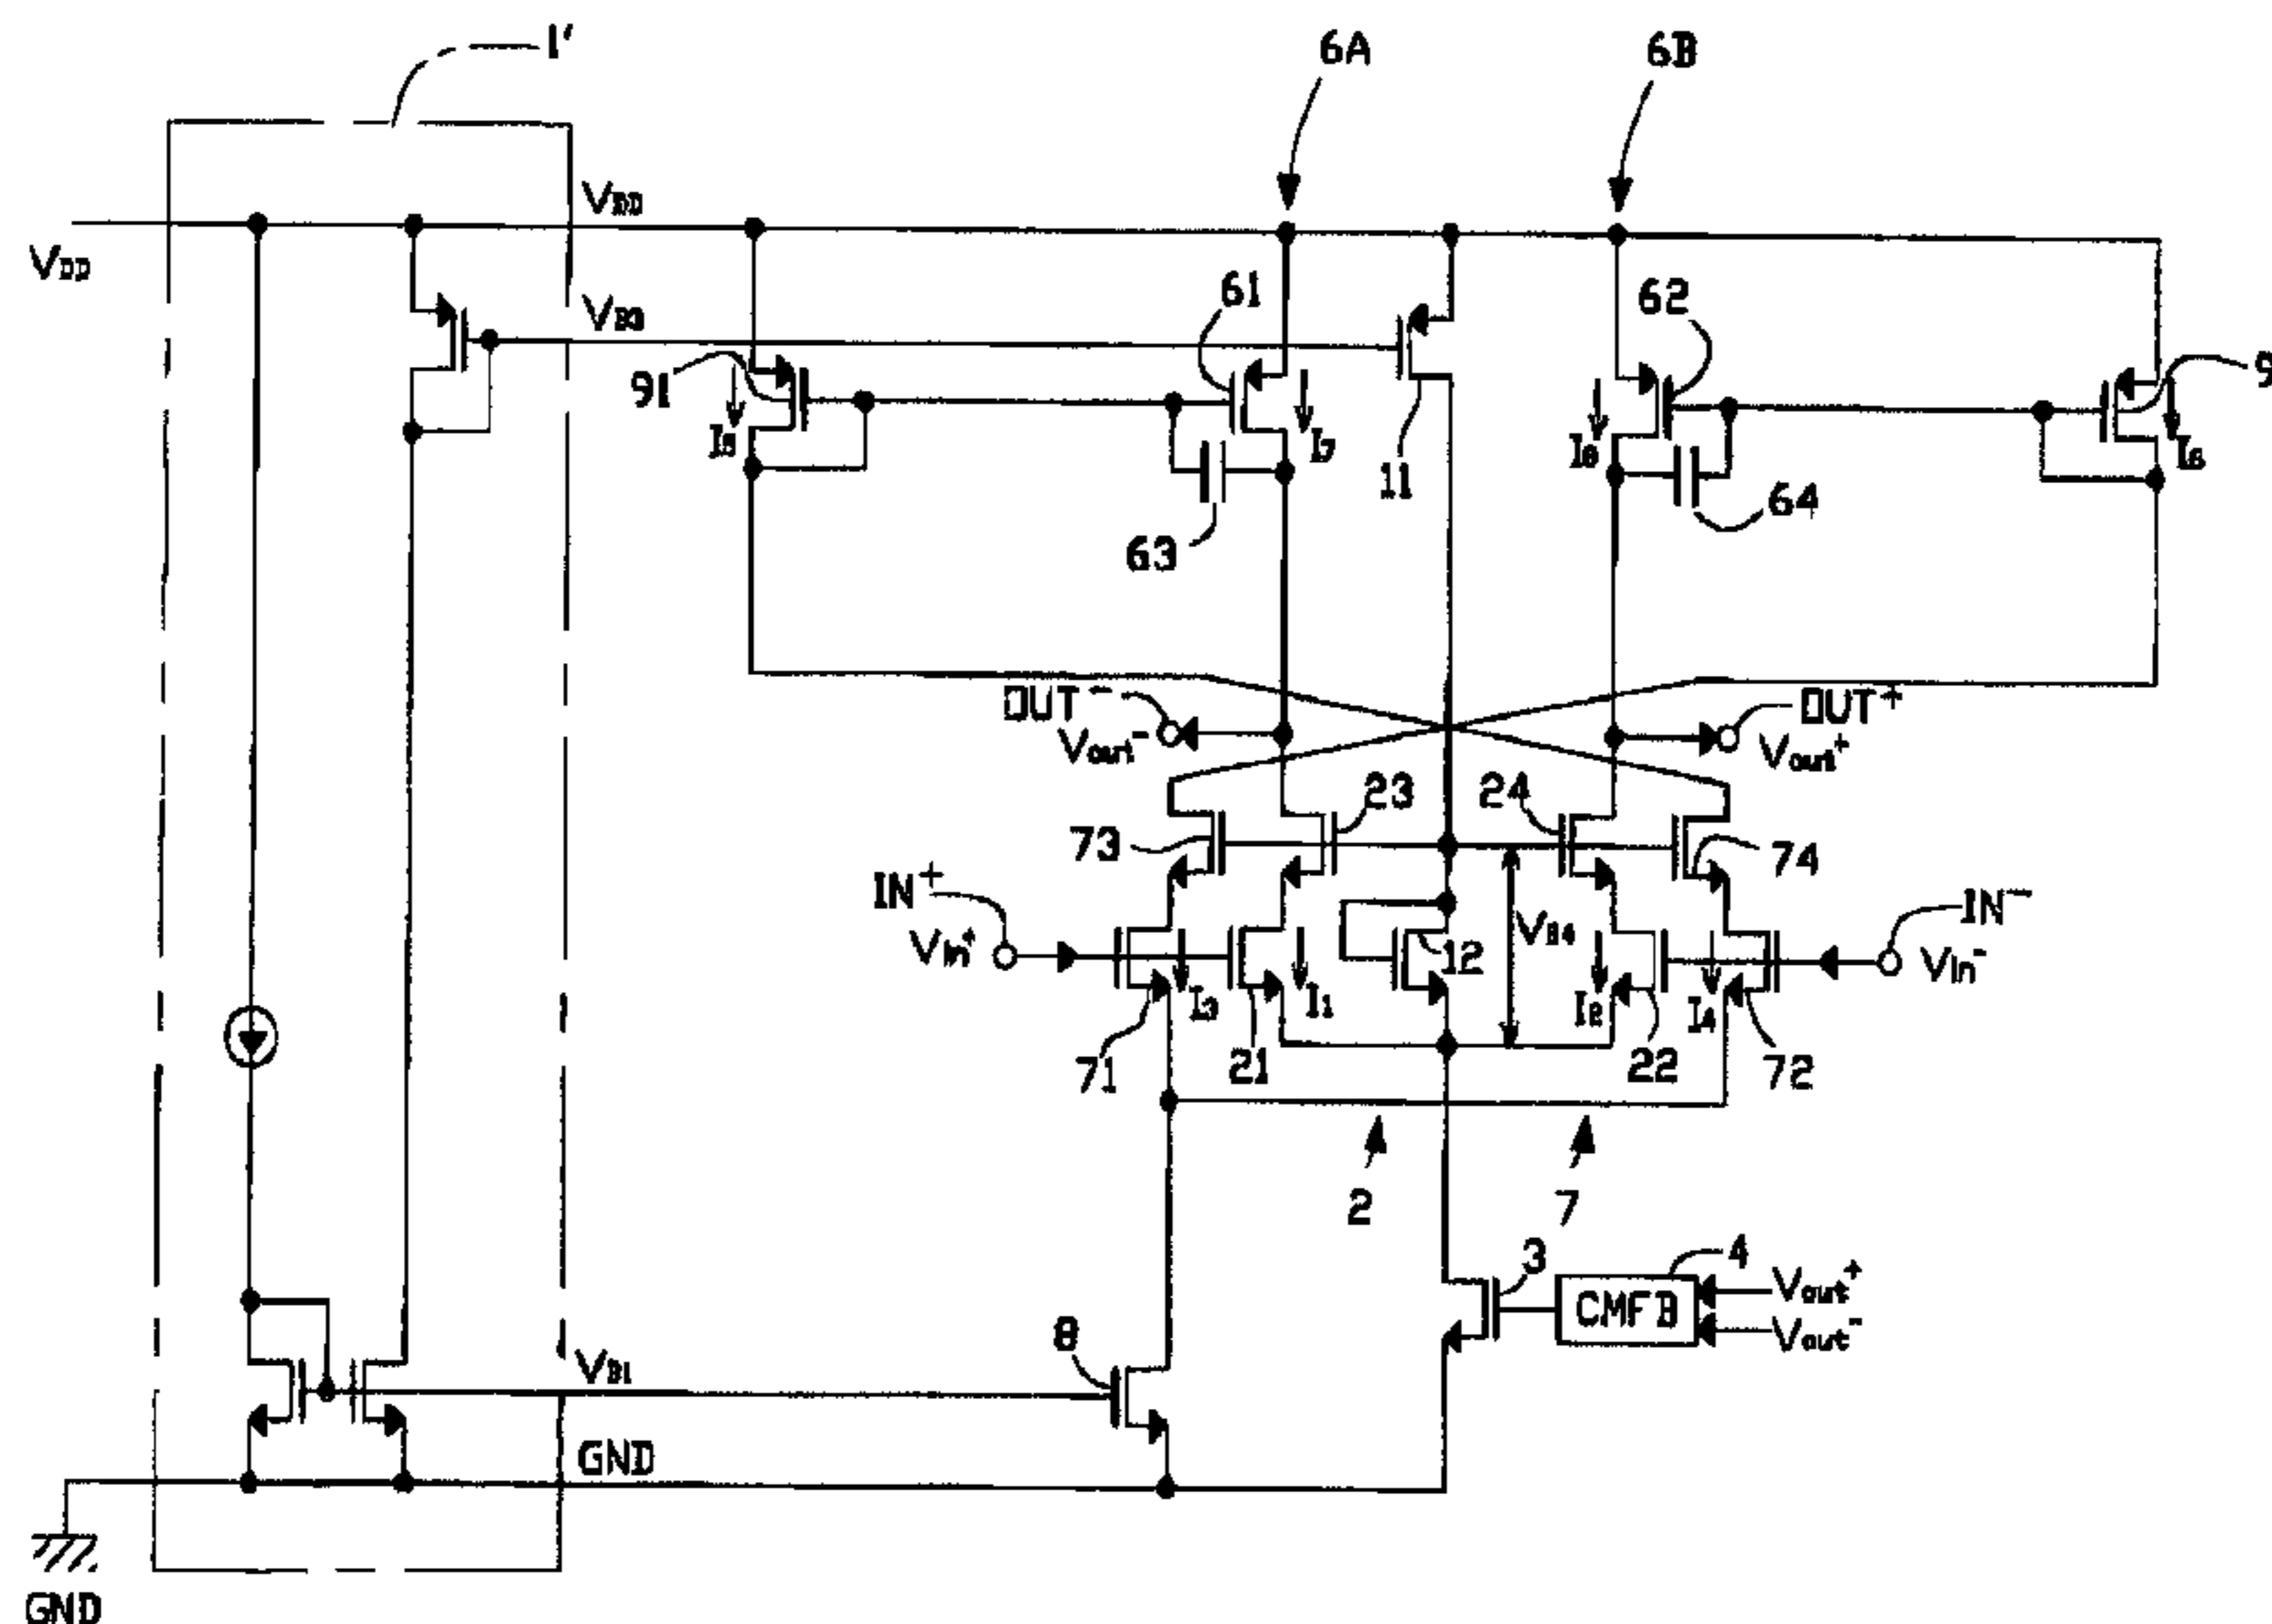 1'
6A
6B
VDD
VDD
VB3
61
62
91
9
I5
I7
11
I8
I6
63
64
OUT-
Vout-
OUT+
Vout+
23
24
73
74
IN+
Vin+
IN-
Vin-
VB4
12
I3
I1
I2
I4
71
21
22
72
2
7
3
4
CMFB
Vout+
Vout-
8
VB1
GND
GND